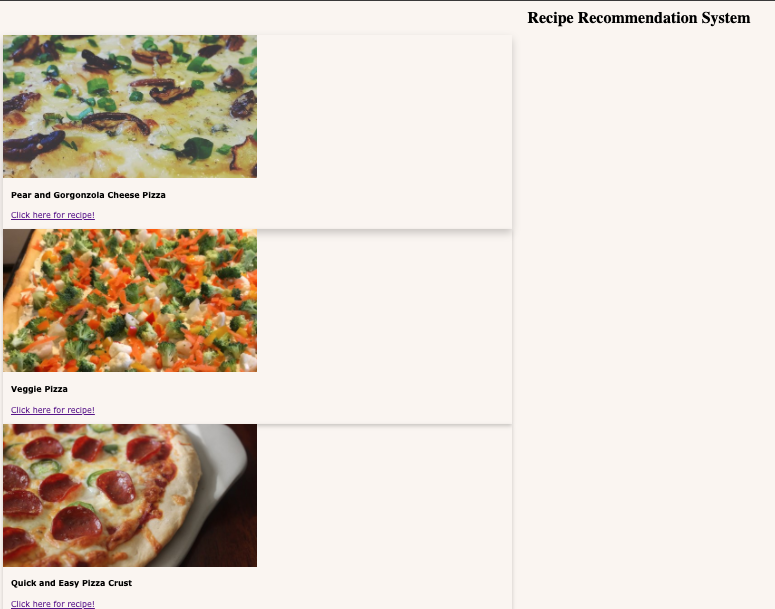 Recipe Recommendation System
Pear and Gorgonzola Cheese Pizza
Click here for recipe!
Veggie Pizza
Click here for recipe!
Quick and Easy Pizza Crust
Click here for recipe!